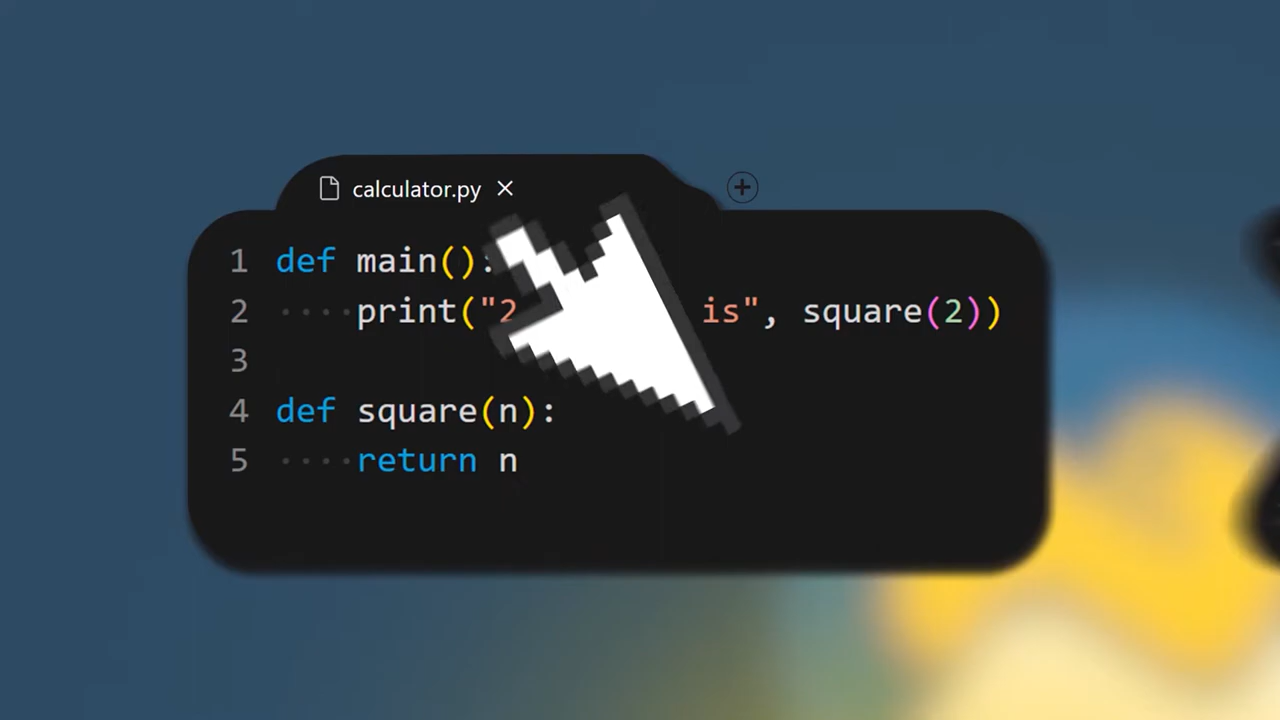 calculator.py
1 def main():
2 ····print("2 is", square(2))
3
4 def square(n):
5 ····return n